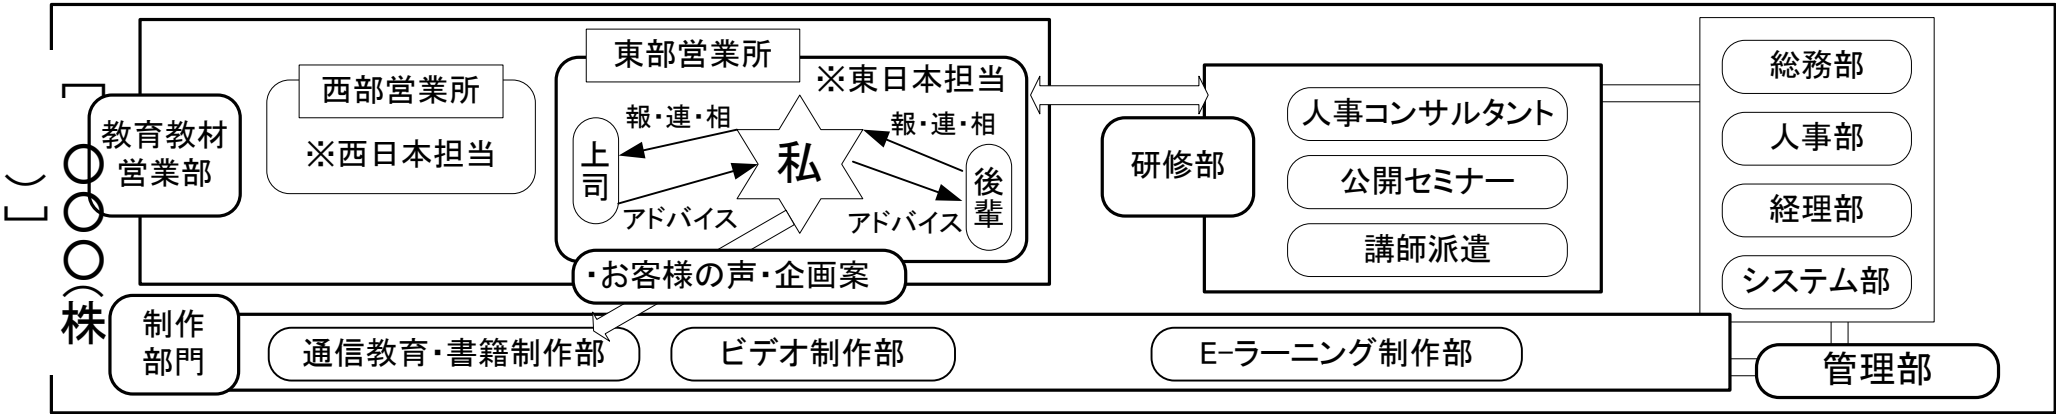 ［
（株）○○○
］
教育教材
営業部
西部営業所
※西日本担当
東部営業所
※東日本担当
報・連・相
上司
アドバイス
私
報・連・相
後輩
アドバイス
・お客様の声・企画案
研修部
人事コンサルタント
公開セミナー
講師派遣
総務部
人事部
経理部
システム部
管理部
制作
部門
通信教育・書籍制作部
ビデオ制作部
E-ラーニング制作部